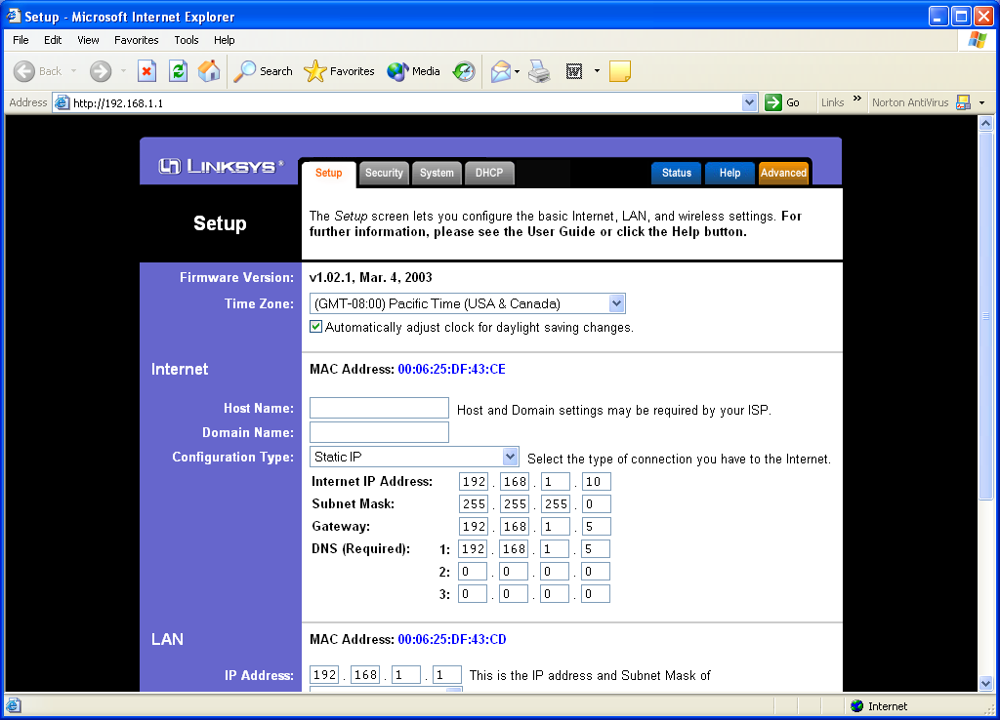 Setup - Microsoft Internet Explorer
File Edit View Favorites Tools Help
Back Search Favorites Media W
Address http://192.168.1.1 Go Links » Norton AntiVirus
LINKSYS® Setup Security System DHCP Status Help Advanced
Setup
The Setup screen lets you configure the basic Internet, LAN, and wireless settings. For
further information, please see the User Guide or click the Help button.
Firmware Version: v1.02.1, Mar. 4, 2003
Time Zone: (GMT-08:00) Pacific Time (USA & Canada)
Automatically adjust clock for daylight saving changes.
Internet MAC Address: 00:06:25:DF:43:CE
Host Name: Host and Domain settings may be required by your ISP.
Domain Name:
Configuration Type: Static IP Select the type of connection you have to the Internet.
Internet IP Address: 192 . 168 . 1 . 10
Subnet Mask: 255 . 255 . 255 . 0
Gateway: 192 . 168 . 1 . 5
DNS (Required): 1: 192 . 168 . 1 . 5
2: 0 . 0 . 0 . 0
3: 0 . 0 . 0 . 0
LAN MAC Address: 00:06:25:DF:43:CD
IP Address: 192 . 168 . 1 . 1 This is the IP address and Subnet Mask of
Internet